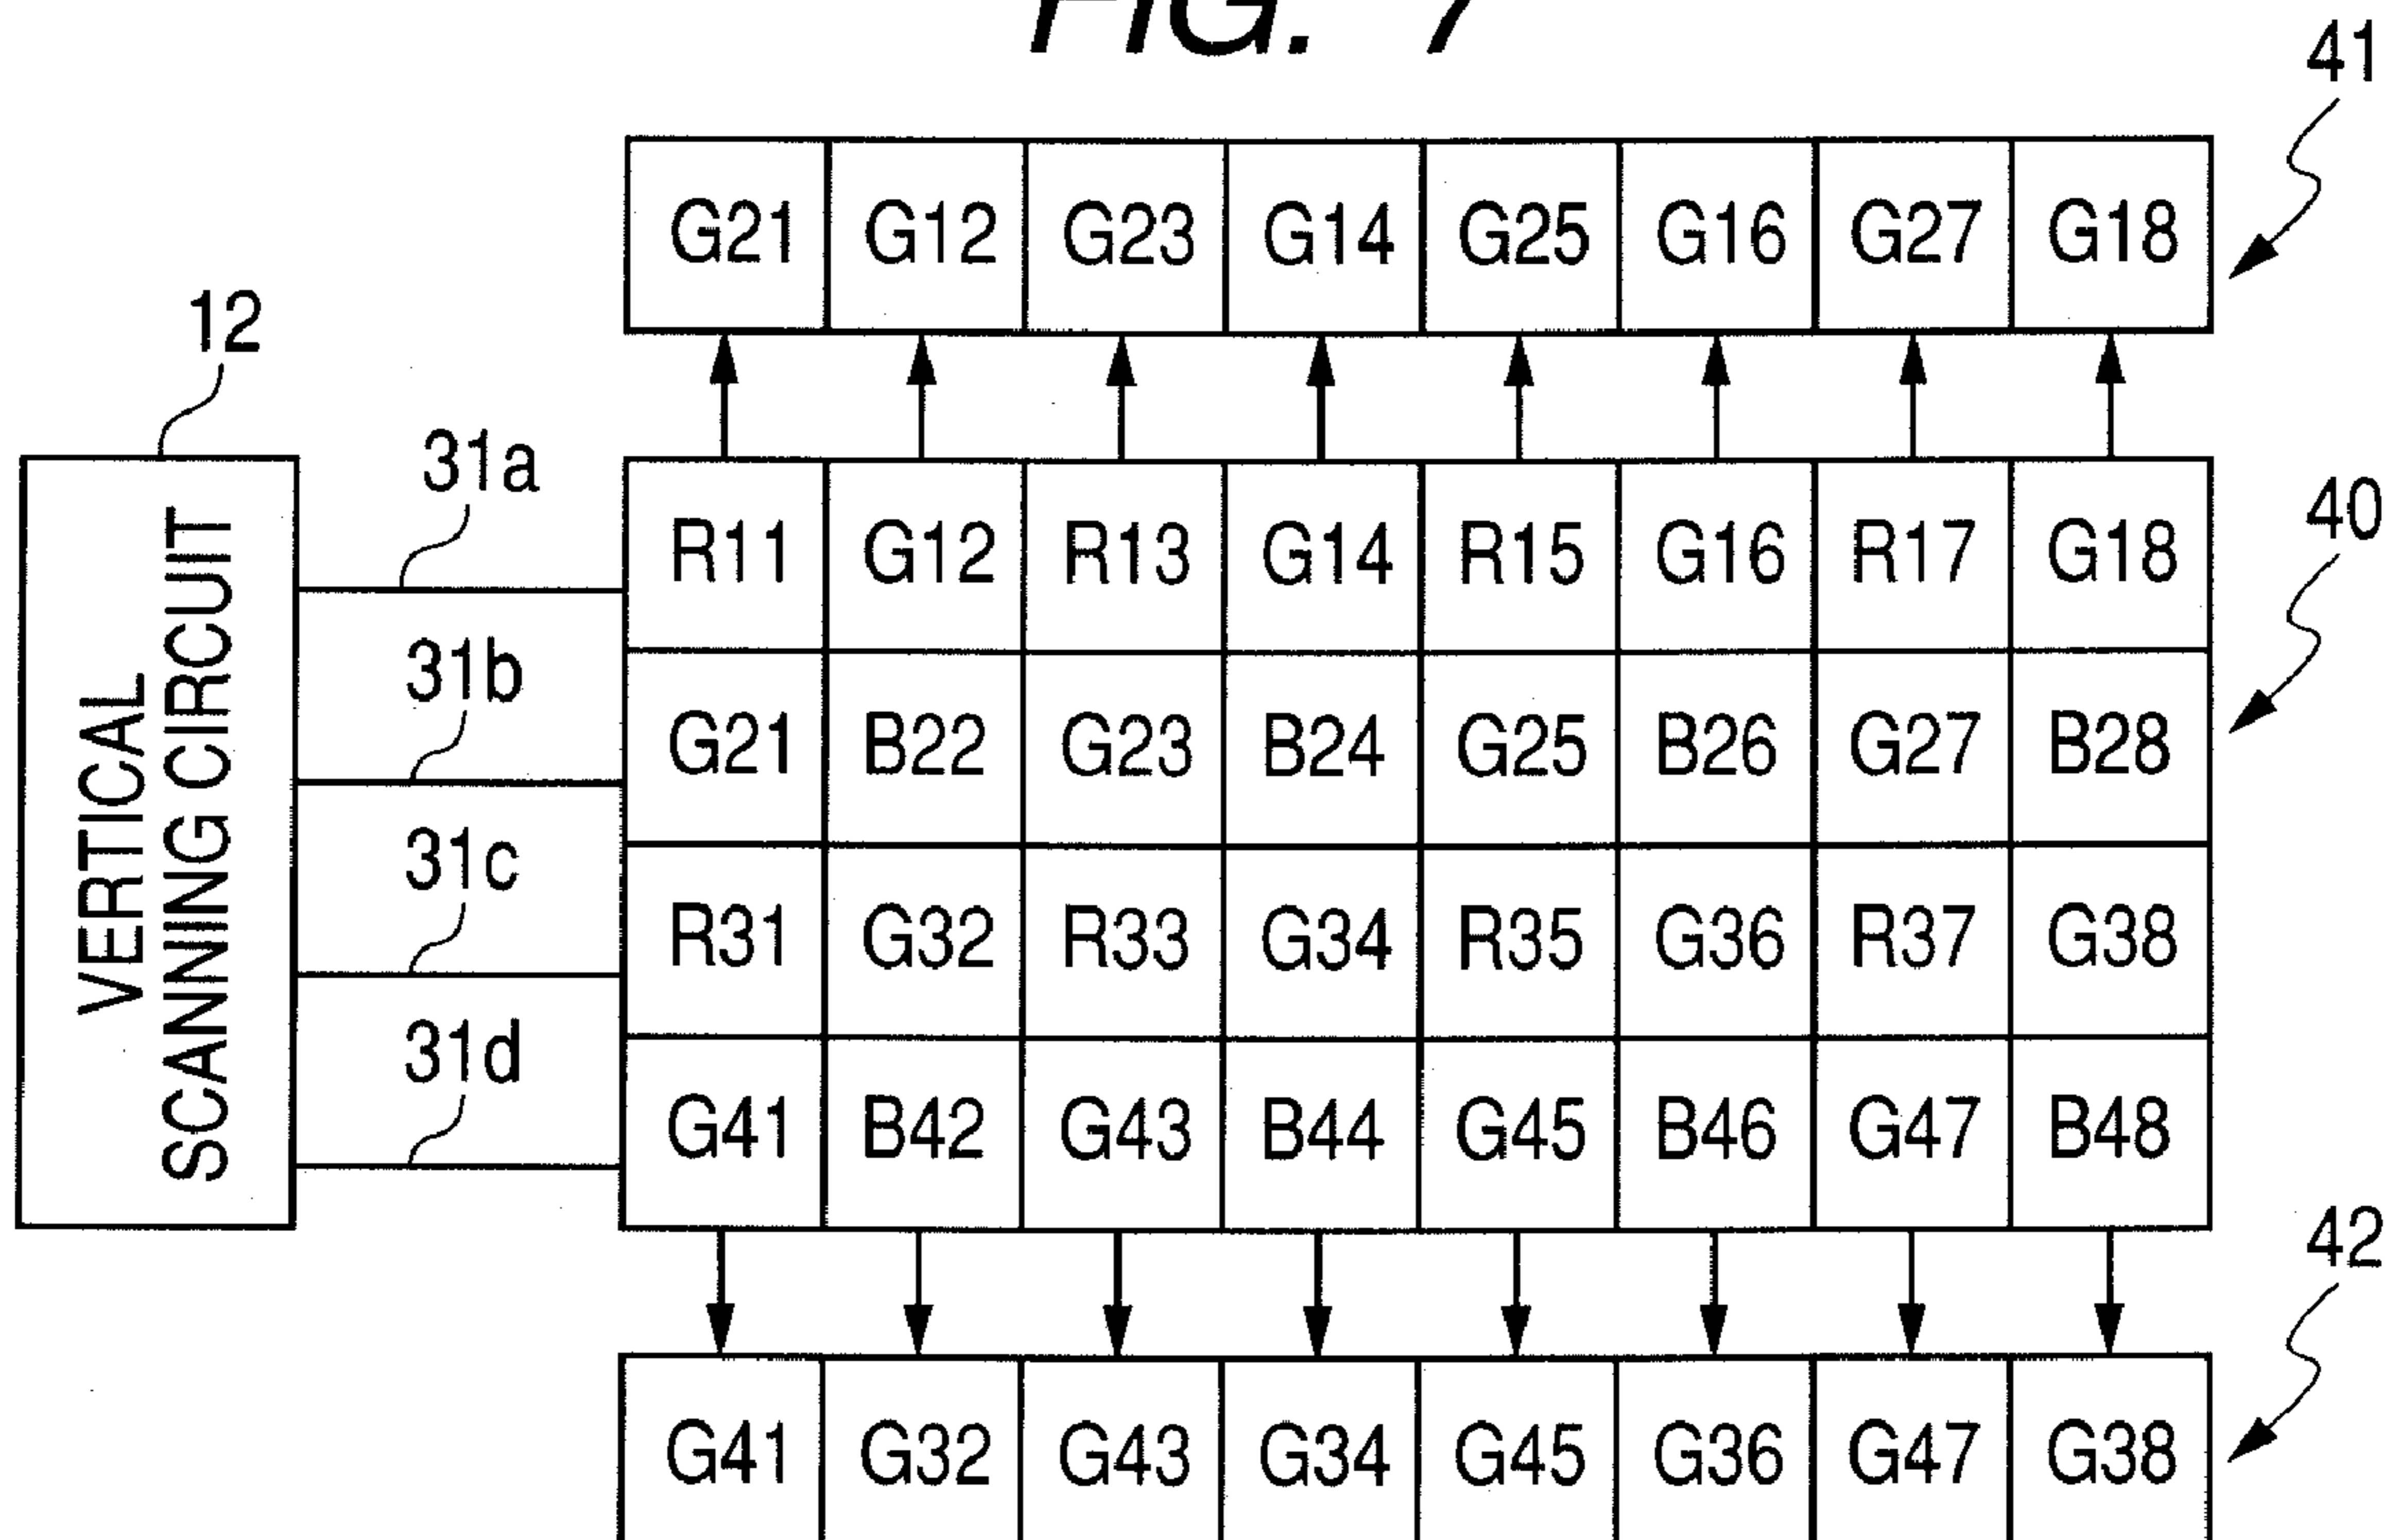 FIG. 7
41
G21 G12 G23 G14 G25 G16 G27 G18
12
31a
40
R11 G12 R13 G14 R15 G16 R17 G18
31b
G21 B22 G23 B24 G25 B26 G27 B28
VERTICAL
SCANNING CIRCUIT
31c
R31 G32 R33 G34 R35 G36 R37 G38
31d
G41 B42 G43 B44 G45 B46 G47 B48
42
G41 G32 G43 G34 G45 G36 G47 G38